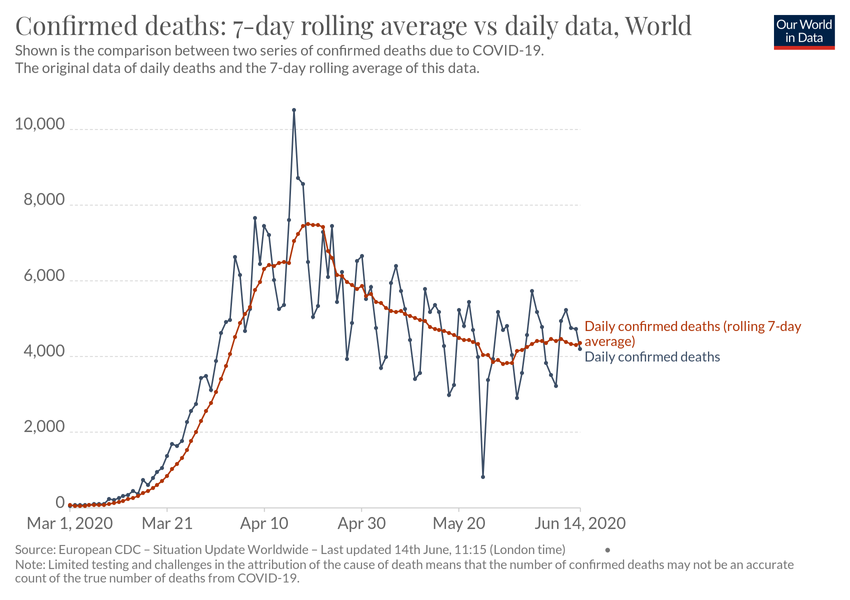 Confirmed deaths: 7-day rolling average vs daily data, World
Our World
in Data
Shown is the comparison between two series of confirmed deaths due to COVID-19.
The original data of daily deaths and the 7-day rolling average of this data.
10,000
8,000
6,000
4,000
2,000
0
Daily confirmed deaths (rolling 7-day
average)
Daily confirmed deaths
Mar 1, 2020 Mar 21 Apr 10 Apr 30 May 20 Jun 14, 2020
Source: European CDC – Situation Update Worldwide – Last updated 14th June, 11:15 (London time) •
Note: Limited testing and challenges in the attribution of the cause of death means that the number of confirmed deaths may not be an accurate
count of the true number of deaths from COVID-19.